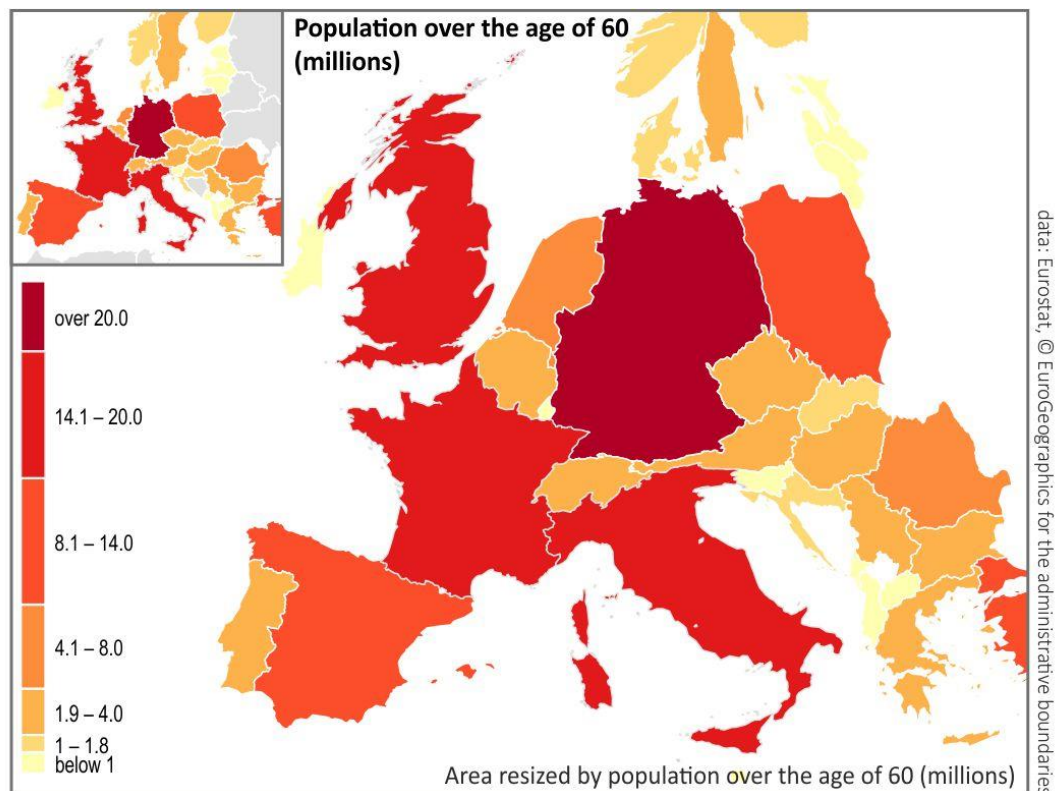 Population over the age of 60
(millions)
over 20.0
14.1 – 20.0
8.1 – 14.0
4.1 – 8.0
1.9 – 4.0
1 – 1.8
below 1
Area resized by population over the age of 60 (millions)
data: Eurostat, © EuroGeographics for the administrative boundaries